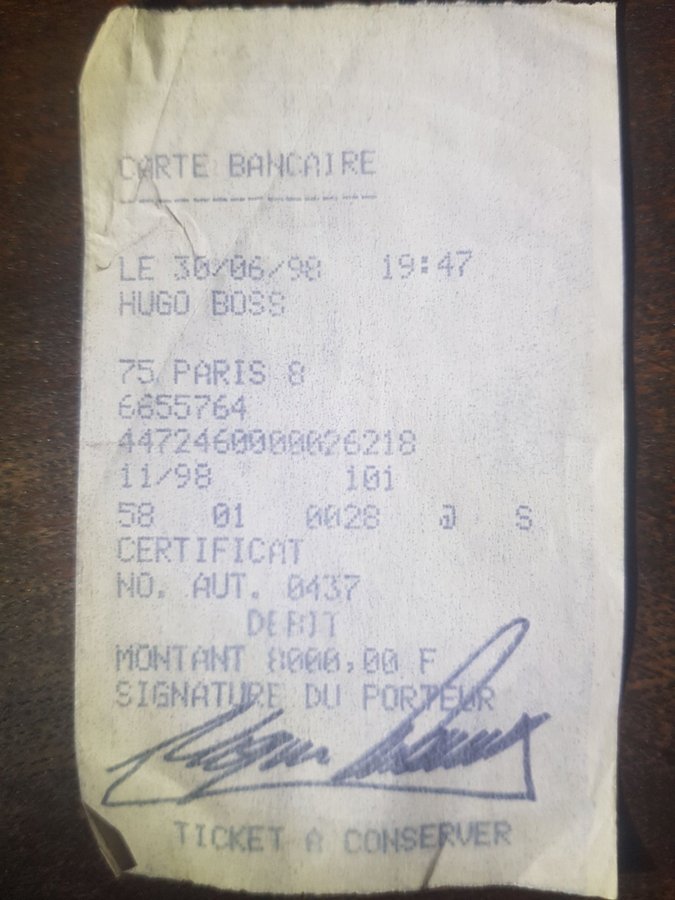 CARTE BANCAIRE
---------------
LE 30/06/98 19:47
HUGO BOSS
75 PARIS 8
6855764
4472460000026218
11/98 101
58 01 0028 S
CERTIFICAT
NO. AUT. 0437
DEBIT
MONTANT 8000,00 F
SIGNATURE DU PORTEUR
TICKET A CONSERVER